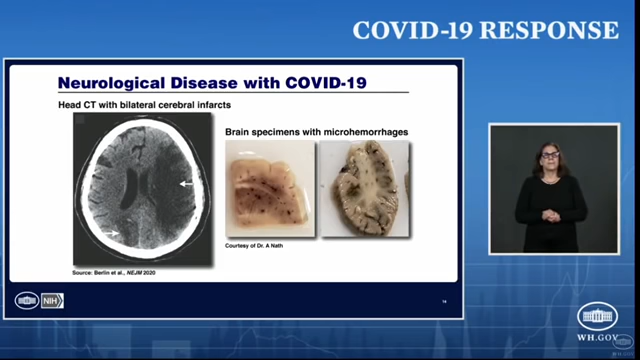 COVID-19 RESPONSE
Neurological Disease with COVID-19
Head CT with bilateral cerebral infarcts
Brain specimens with microhemorrhages
Courtesy of Dr. A Nath
Source: Berlin et al., NEJM 2020
NIH
14
WH.GOV